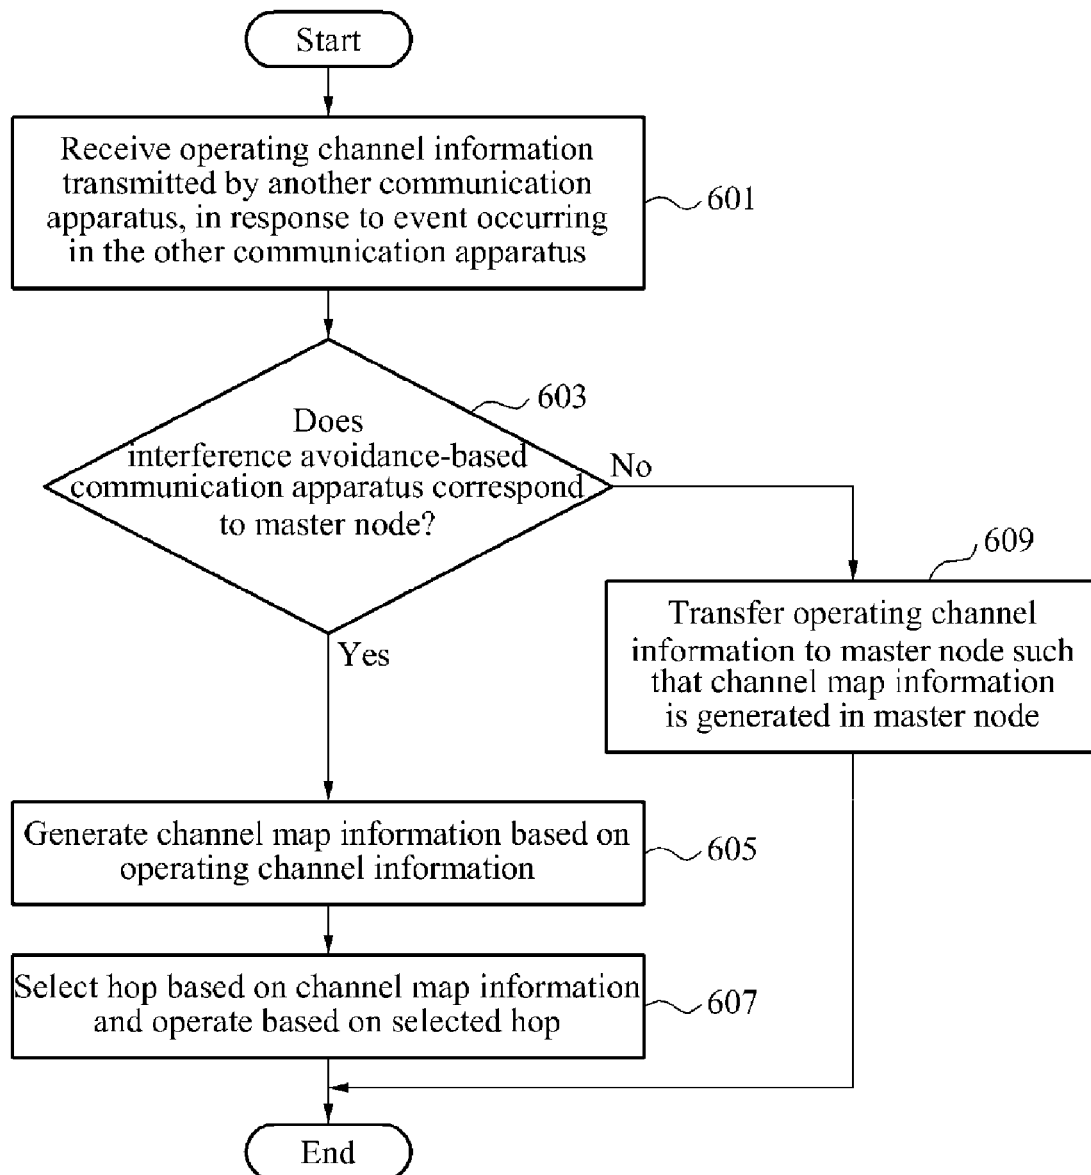 Start
Receive operating channel information
transmitted by another communication
apparatus, in response to event occurring
in the other communication apparatus
601
603
Does
interference avoidance-based
communication apparatus correspond
to master node?
No
Yes
609
Transfer operating channel
information to master node such
that channel map information
is generated in master node
Generate channel map information based on
operating channel information
605
Select hop based on channel map information
and operate based on selected hop
607
End